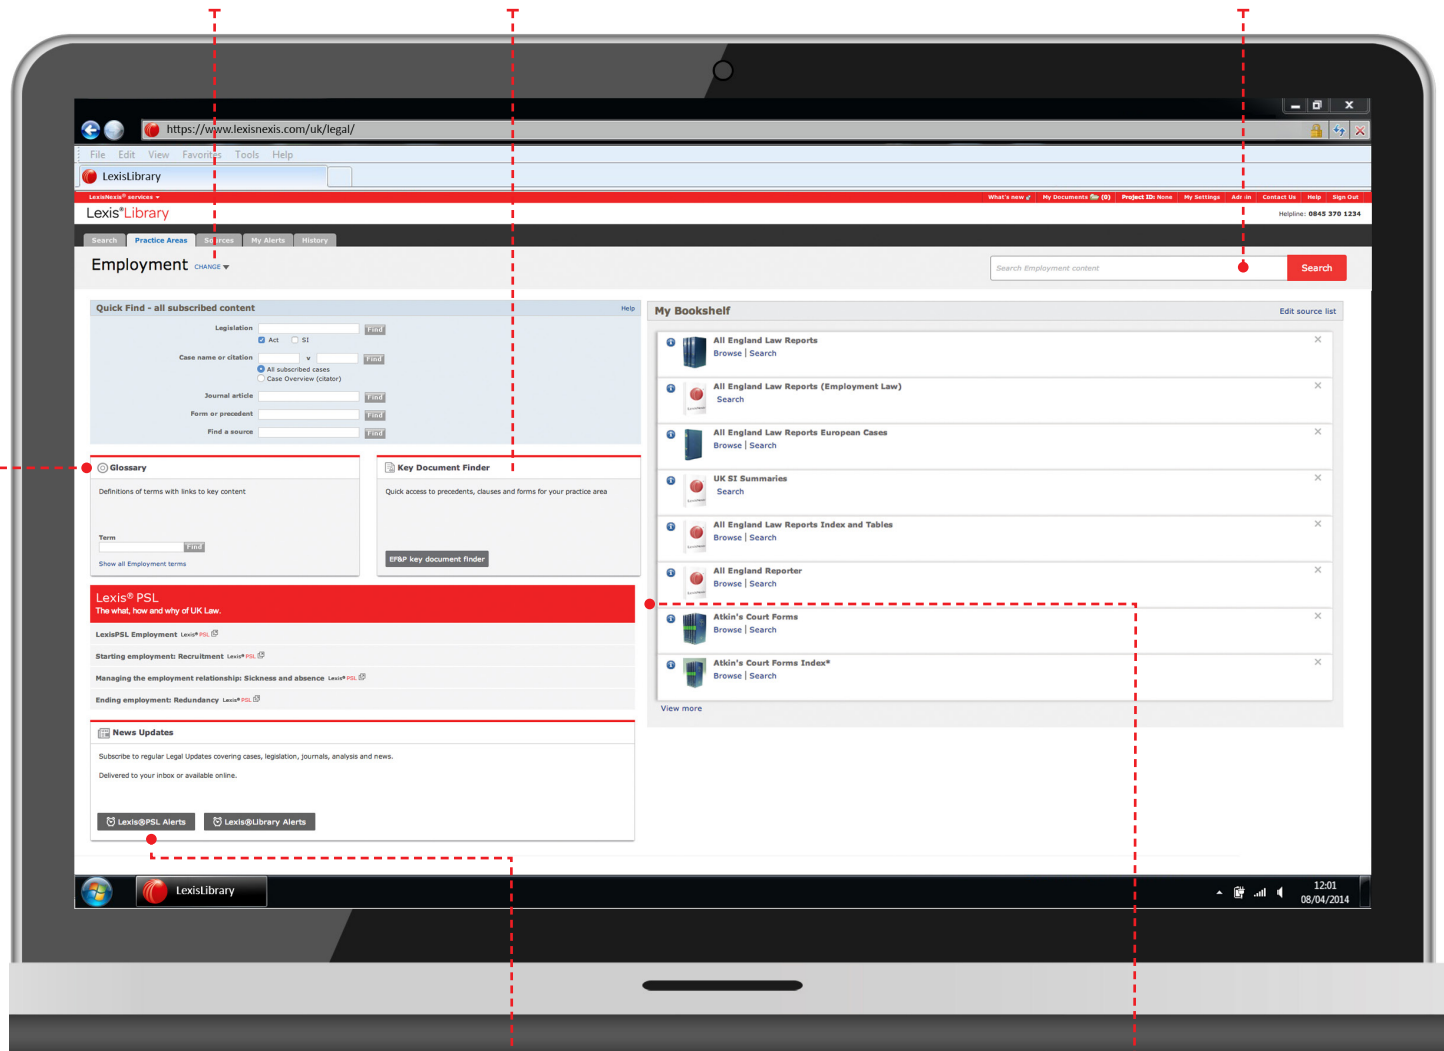 https://www.lexisnexis.com/uk/legal/
File Edit View Favorites Tools Help
LexisLibrary
LexisNexis® services
What's new My Documents (0) Project ID: None My Settings Admin Contact Us Help Sign Out
Lexis®Library
Helpline: 0845 370 1234
Search Practice Areas Sources My Alerts History
Employment CHANGE
Search Employment content Search
Quick Find - all subscribed content Help
Legislation Find
Act SI
Case name or citation v Find
All subscribed cases
Case Overview (citator)
Journal article Find
Form or precedent Find
Find a source Find
Glossary
Definitions of terms with links to key content
Term
Find
Show all Employment terms
Key Document Finder
Quick access to precedents, clauses and forms for your practice area
EF&P key document finder
Lexis® PSL
The what, how and why of UK Law.
LexisPSL Employment Lexis® PSL
Starting employment: Recruitment Lexis® PSL
Managing the employment relationship: Sickness and absence Lexis® PSL
Ending employment: Redundancy Lexis® PSL
News Updates
Subscribe to regular Legal Updates covering cases, legislation, journals, analysis and news.
Delivered to your inbox or available online.
Lexis®PSL Alerts Lexis®Library Alerts
My Bookshelf Edit source list
All England Law Reports
Browse | Search
All England Law Reports (Employment Law)
Search
All England Law Reports European Cases
Browse | Search
UK SI Summaries
Search
All England Law Reports Index and Tables
Browse | Search
All England Reporter
Browse | Search
Atkin's Court Forms
Browse | Search
Atkin's Court Forms Index*
Browse | Search
View more
LexisLibrary
12:01
08/04/2014